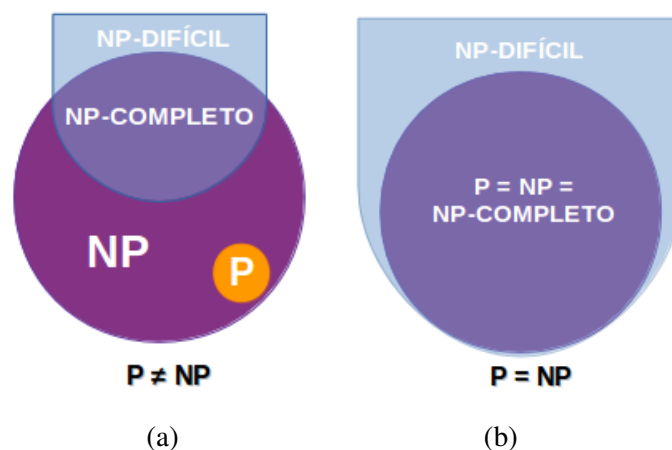 NP-DIFÍCIL
NP-COMPLETO
NP
P
P ≠ NP
(a)
NP-DIFÍCIL
P = NP =
NP-COMPLETO
P = NP
(b)